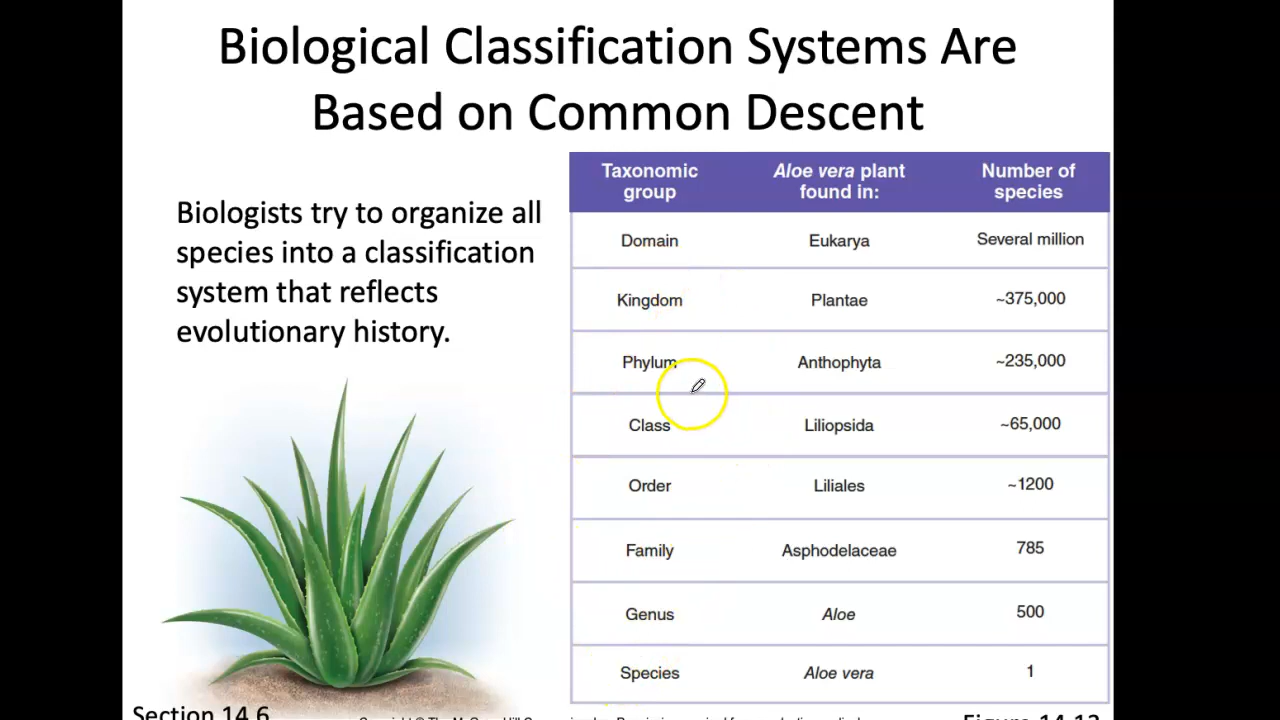 Biological Classification Systems Are
Based on Common Descent
Biologists try to organize all
species into a classification
system that reflects
evolutionary history.
Taxonomic group	Aloe vera plant found in:	Number of species
Domain	Eukarya	Several million
Kingdom	Plantae	~375,000
Phylum	Anthophyta	~235,000
Class	Liliopsida	~65,000
Order	Liliales	~1200
Family	Asphodelaceae	785
Genus	Aloe	500
Species	Aloe vera	1
Section 14.6